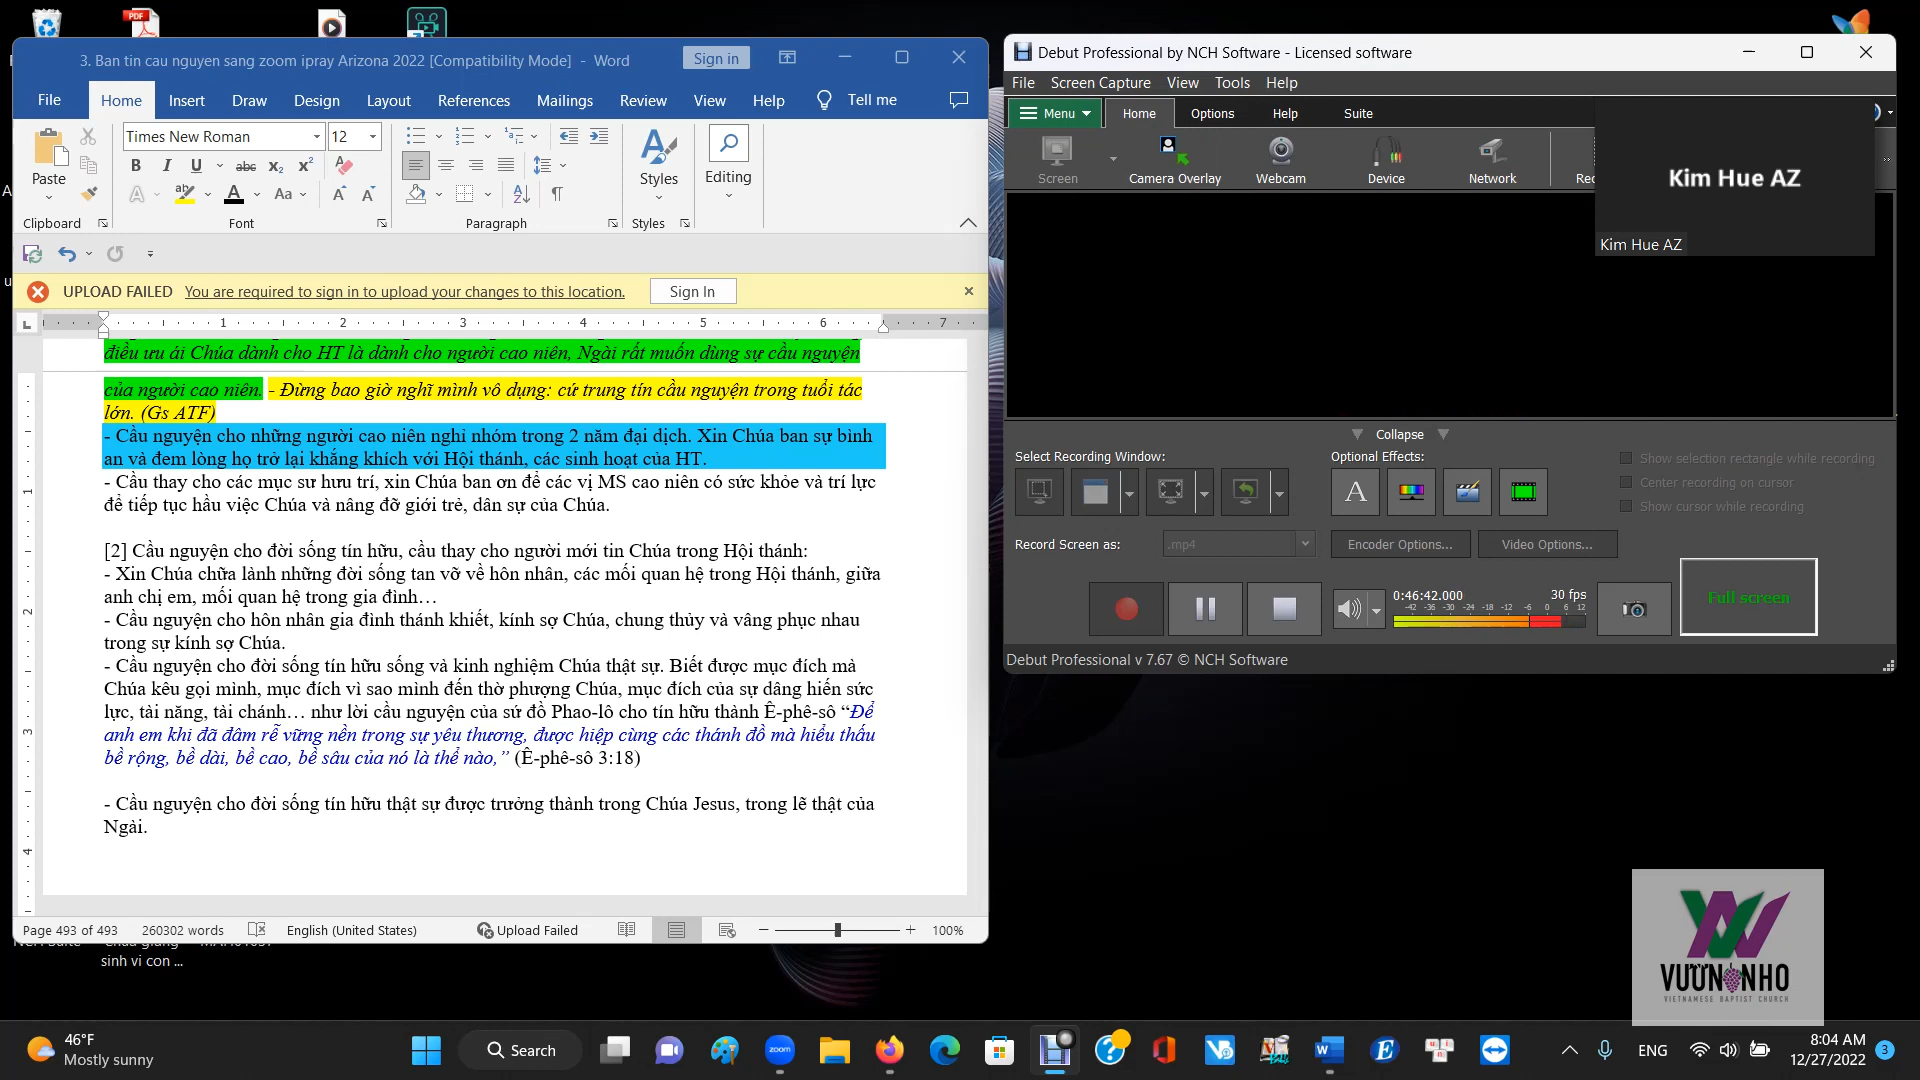 3. Ban tin cau nguyen sang zoom ipray Arizona 2022 [Compatibility Mode] - Word
Sign in
File Home Insert Draw Design Layout References Mailings Review View Help Tell me
Paste
Times New Roman 12
Styles
Editing
Clipboard Font Paragraph Styles
UPLOAD FAILED You are required to sign in to upload your changes to this location. Sign In
1 2 3 4 5 6 7
điều ưu ái Chúa dành cho HT là dành cho người cao niên, Ngài rất muốn dùng sự cầu nguyện
của người cao niên. - Đừng bao giờ nghĩ mình vô dụng: cứ trung tín cầu nguyện trong tuổi tác
lớn. (Gs ATF)
- Cầu nguyện cho những người cao niên nghỉ nhóm trong 2 năm đại dịch. Xin Chúa ban sự bình
an và đem lòng họ trở lại khắng khích với Hội thánh, các sinh hoạt của HT.
- Cầu thay cho các mục sư hưu trí, xin Chúa ban ơn để các vị MS cao niên có sức khỏe và trí lực
để tiếp tục hầu việc Chúa và nâng đỡ giới trẻ, dân sự của Chúa.
[2] Cầu nguyện cho đời sống tín hữu, cầu thay cho người mới tin Chúa trong Hội thánh:
- Xin Chúa chữa lành những đời sống tan vỡ về hôn nhân, các mối quan hệ trong Hội thánh, giữa
anh chị em, mối quan hệ trong gia đình…
- Cầu nguyện cho hôn nhân gia đình thánh khiết, kính sợ Chúa, chung thủy và vâng phục nhau
trong sự kính sợ Chúa.
- Cầu nguyện cho đời sống tín hữu sống và kinh nghiệm Chúa thật sự. Biết được mục đích mà
Chúa kêu gọi mình, mục đích vì sao mình đến thờ phượng Chúa, mục đích của sự dâng hiến sức
lực, tài năng, tài chánh… như lời cầu nguyện của sứ đồ Phao-lô cho tín hữu thành Ê-phê-sô “Để
anh em khi đã đâm rễ vững nền trong sự yêu thương, được hiệp cùng các thánh đồ mà hiểu thấu
bề rộng, bề dài, bề cao, bề sâu của nó là thể nào,” (Ê-phê-sô 3:18)
- Cầu nguyện cho đời sống tín hữu thật sự được trưởng thành trong Chúa Jesus, trong lẽ thật của
Ngài.
Page 493 of 493 260302 words English (United States) Upload Failed 100%
sinh vi con ...
Debut Professional by NCH Software - Licensed software
File Screen Capture View Tools Help
Menu Home Options Help Suite
Screen Camera Overlay Webcam Device Network
Kim Hue AZ
Kim Hue AZ
Collapse
Select Recording Window: Optional Effects:
Show selection rectangle while recording
Center recording on cursor
Show cursor while recording
Record Screen as: .mp4 Encoder Options... Video Options...
0:46:42.000 30 fps
-42 -36 -30 -24 -18 -12 -6 0 6 12
Full screen
Debut Professional v 7.67 © NCH Software
VUON NHO
VIETNAMESE BAPTIST CHURCH
46°F
Mostly sunny
Search
zoom
ENG
8:04 AM
12/27/2022
3